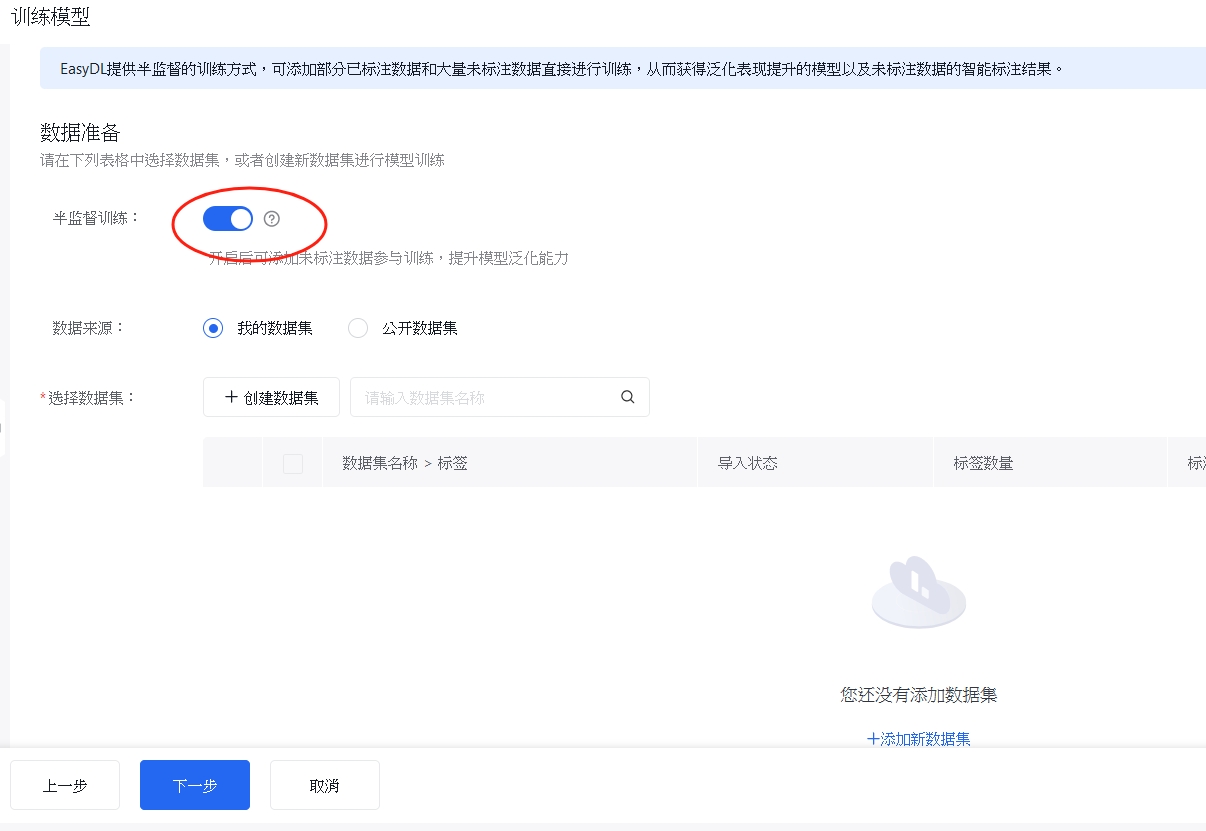 训练模型
EasyDL提供半监督的训练方式，可添加部分已标注数据和大量未标注数据直接进行训练，从而获得泛化表现提升的模型以及未标注数据的智能标注结果。
数据准备
请在下列表格中选择数据集，或者创建新数据集进行模型训练
半监督训练：
开启后可添加未标注数据参与训练，提升模型泛化能力
数据来源： 我的数据集 公开数据集
*选择数据集： + 创建数据集 请输入数据集名称
数据集名称 > 标签 导入状态 标签数量
您还没有添加数据集
+添加新数据集
上一步 下一步 取消